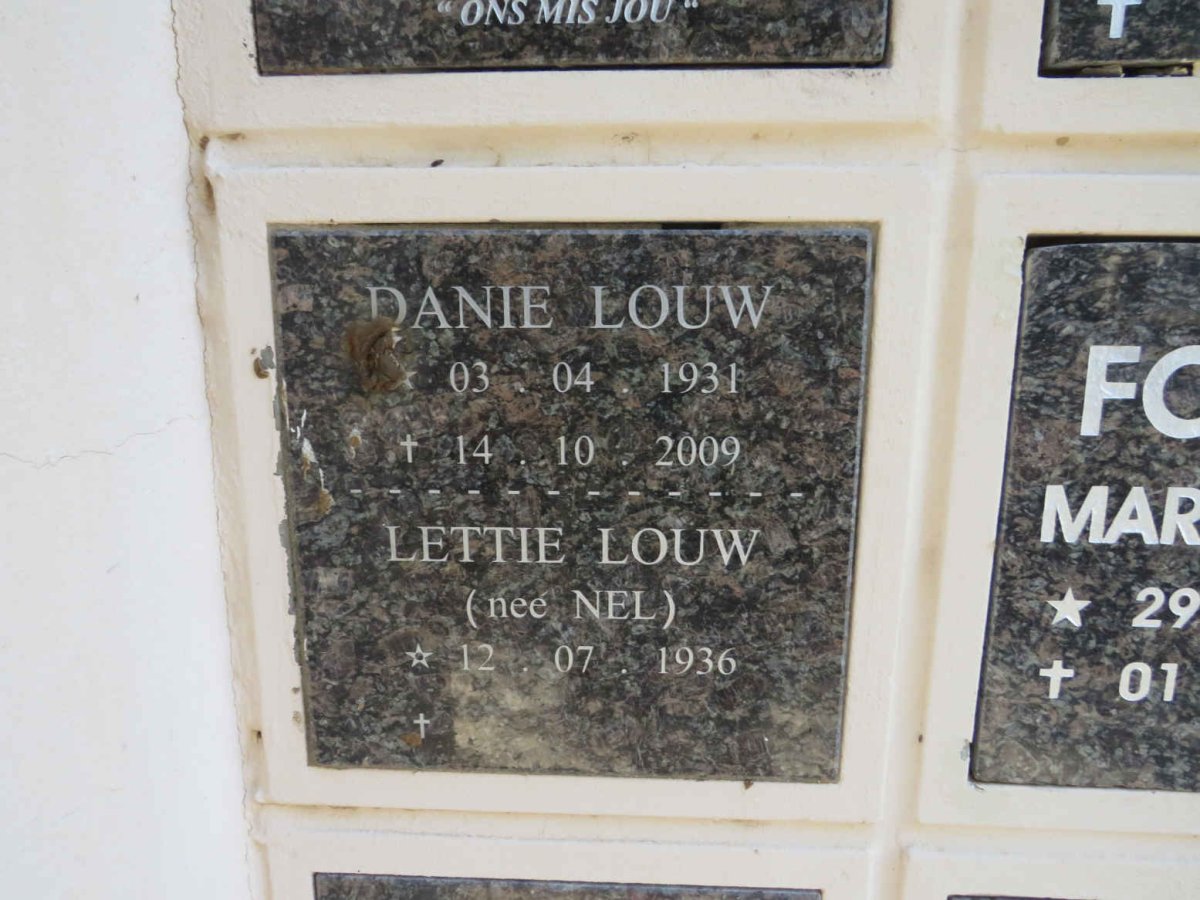 “ ONS MIS JOU “
✝
DANIE LOUW
03 . 04 . 1931
✝ 14 . 10 . 2009
- - - - - - - - - - - -
LETTIE LOUW
(neé NEL)
☆ 12 . 07 . 1936
✝
FO
MAR
★ 29
✝ 01